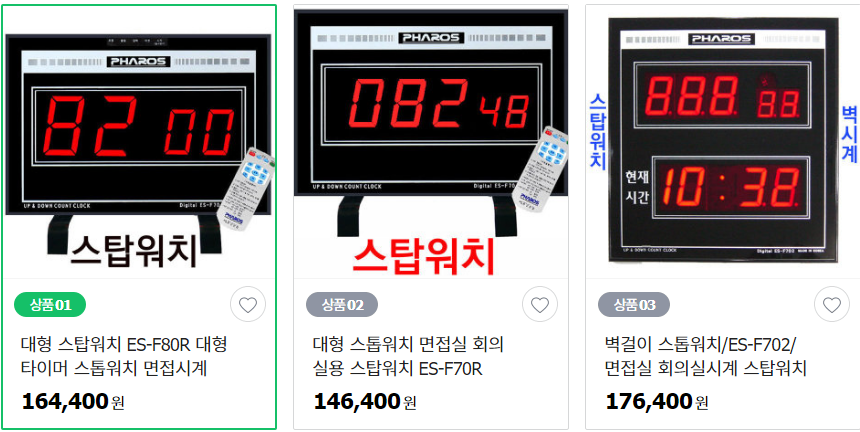 PHAROS
82 00
UP & DOWN COUNT CLOCK
Digital ES-F
PHAROS
스탑워치
상품 01
대형 스탑워치 ES-F80R 대형
타이머 스톱워치 면접시계
164,400 원
PHAROS
082 48
UP & DOWN COUNT CLOCK
Digital ES-F70
PHAROS
스탑워치
상품 02
대형 스톱워치 면접실 회의
실용 스탑워치 ES-F70R
146,400 원
PHAROS
스탑워치
888 88
벽시계
현재
시간
10:38
UP & DOWN COUNT CLOCK
Digital ES-F702
상품 03
벽걸이 스톱워치/ES-F702/
면접실 회의실시계 스탑워치
176,400 원